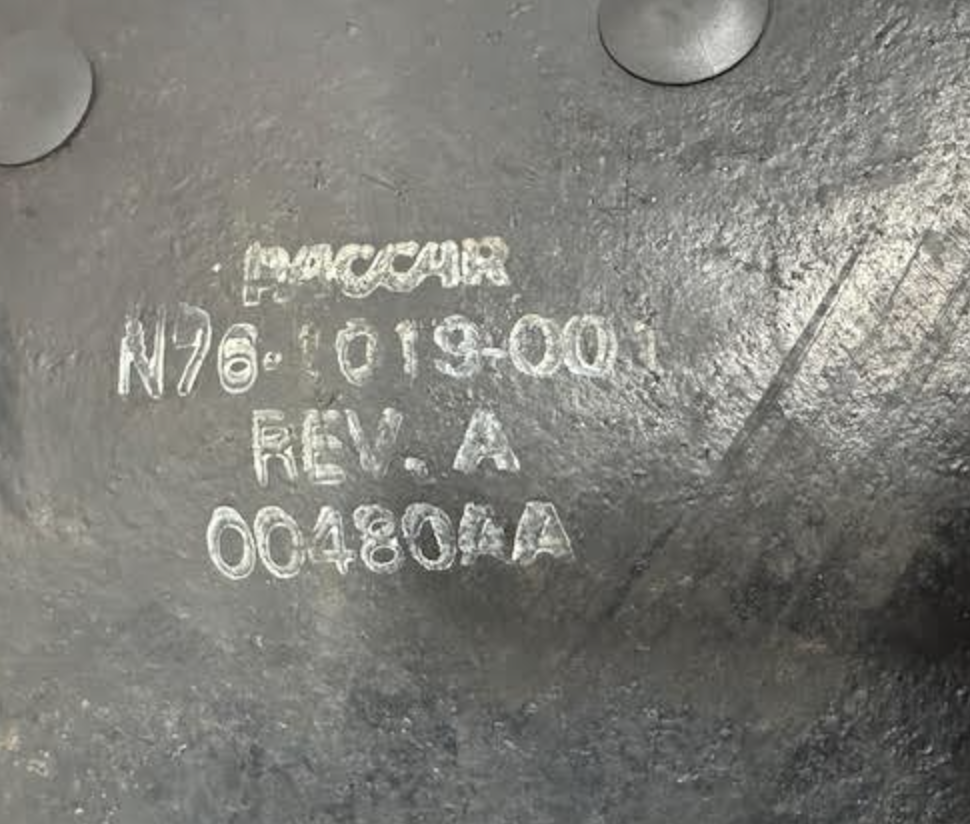 PACCAR
N76-1019-001
REV. A
00480AA